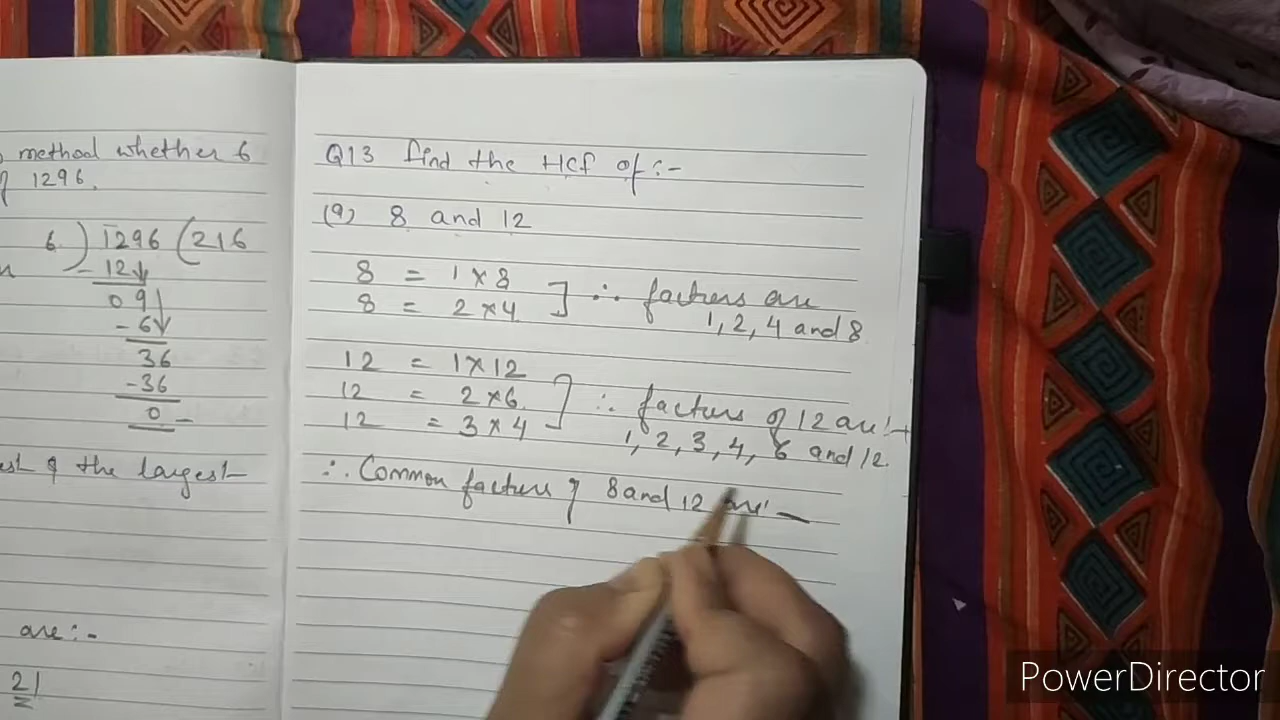 method whether 6
1296.
6 ) 1296 ( 216
- 12
09
- 6
36
- 36
0
the largest
are :-
21
Q13 find the HCf of :-
(a) 8 and 12
8 = 1 × 8
8 = 2 × 4 ] ∴ factors are
1, 2, 4 and 8
12 = 1 × 12
12 = 2 × 6 ] ∴ factors of 12 are :-
12 = 3 × 4
1, 2, 3, 4, 6 and 12.
∴ Common factors of 8 and 12 are :-
PowerDirector